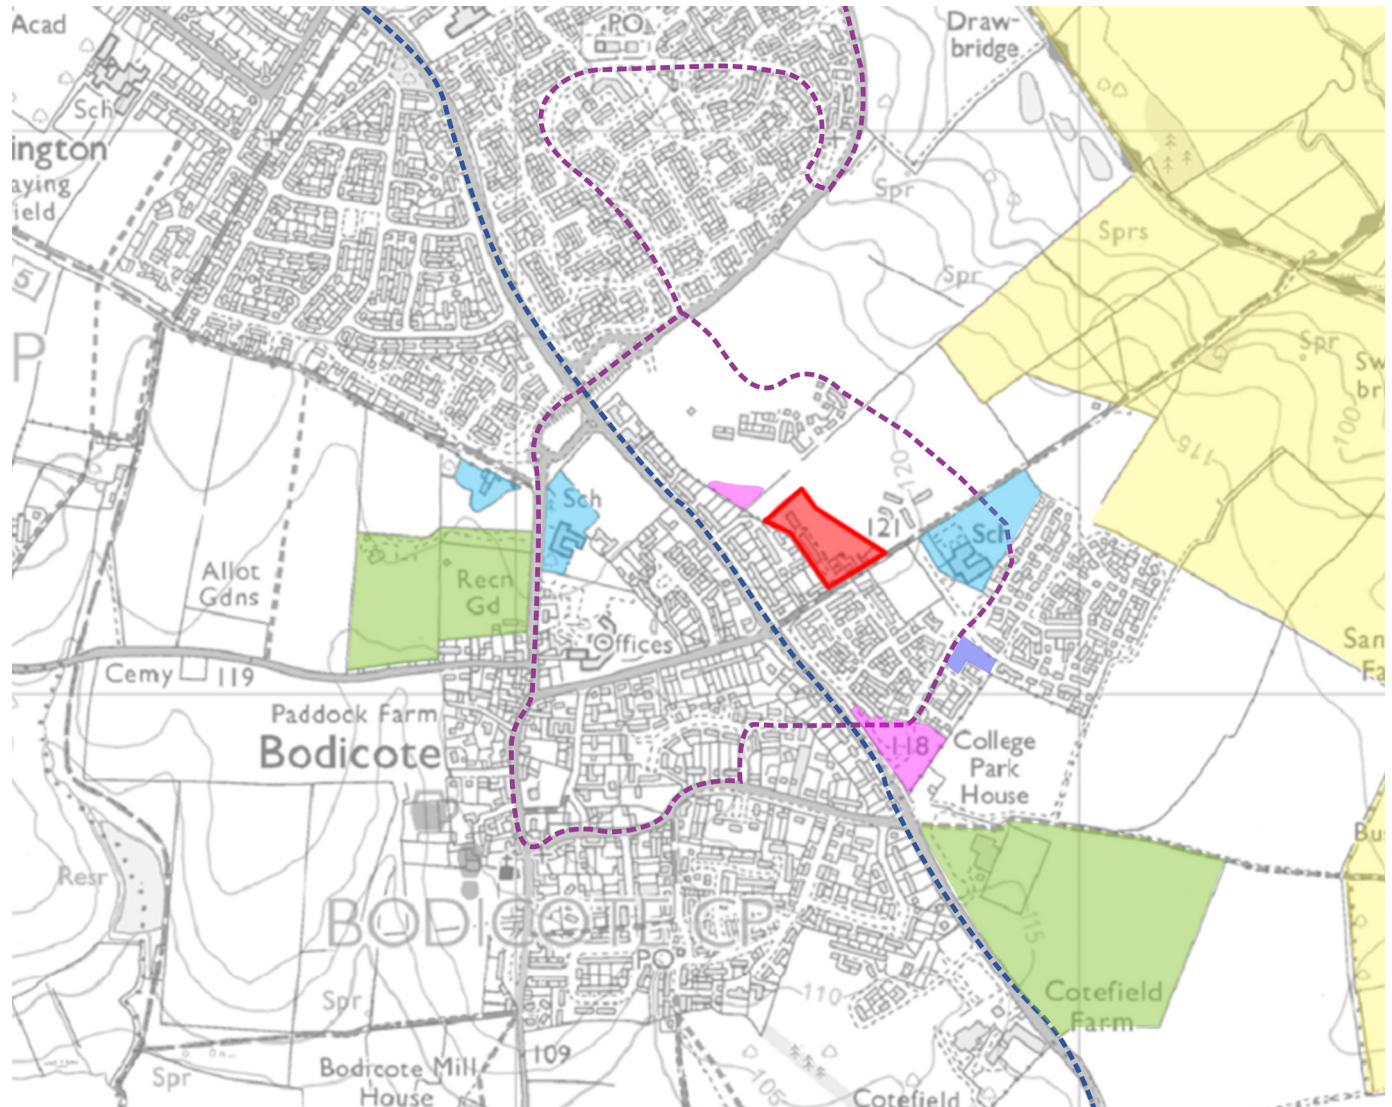 Acad
PO
Draw-
bridge
Sch
ington
aying
ield
Spr
5
Sprs
Spr
P
Spr
Sw
bri
100
115
120
Sch
121
Sch
Allot
Gdns
Recn
Gd
Offices
San
Fa
Cemy
119
Paddock Farm
Bodicote
118
College
Park
House
Bus
Resr
BODICOTE CP
115
PO
110
Cotefield
Farm
Spr
109
Bodicote Mill
House
Spr
105
Cotefield